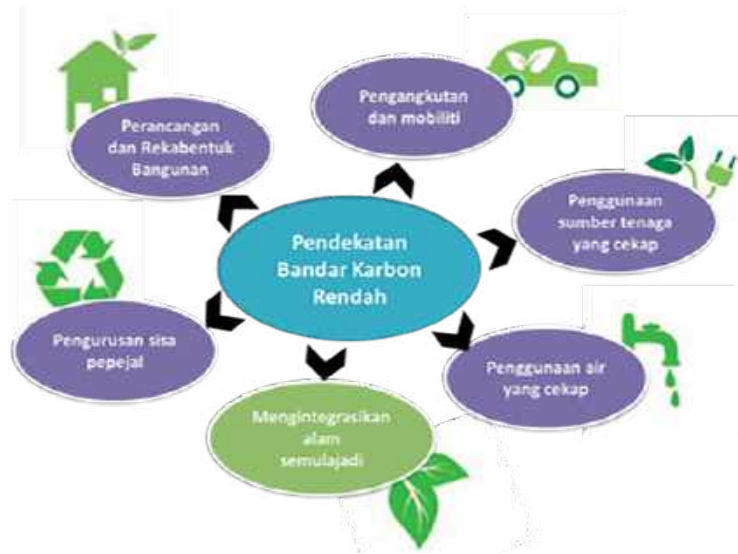 Pengangkutan
dan mobiliti
Perancangan
dan Rekabentuk
Bangunan
Penggunaan
sumber tenaga
yang cekap
Pendekatan
Bandar Karbon
Rendah
Pengurusan sisa
pepejal
Penggunaan air
yang cekap
Mengintegrasikan
alam
semulajadi